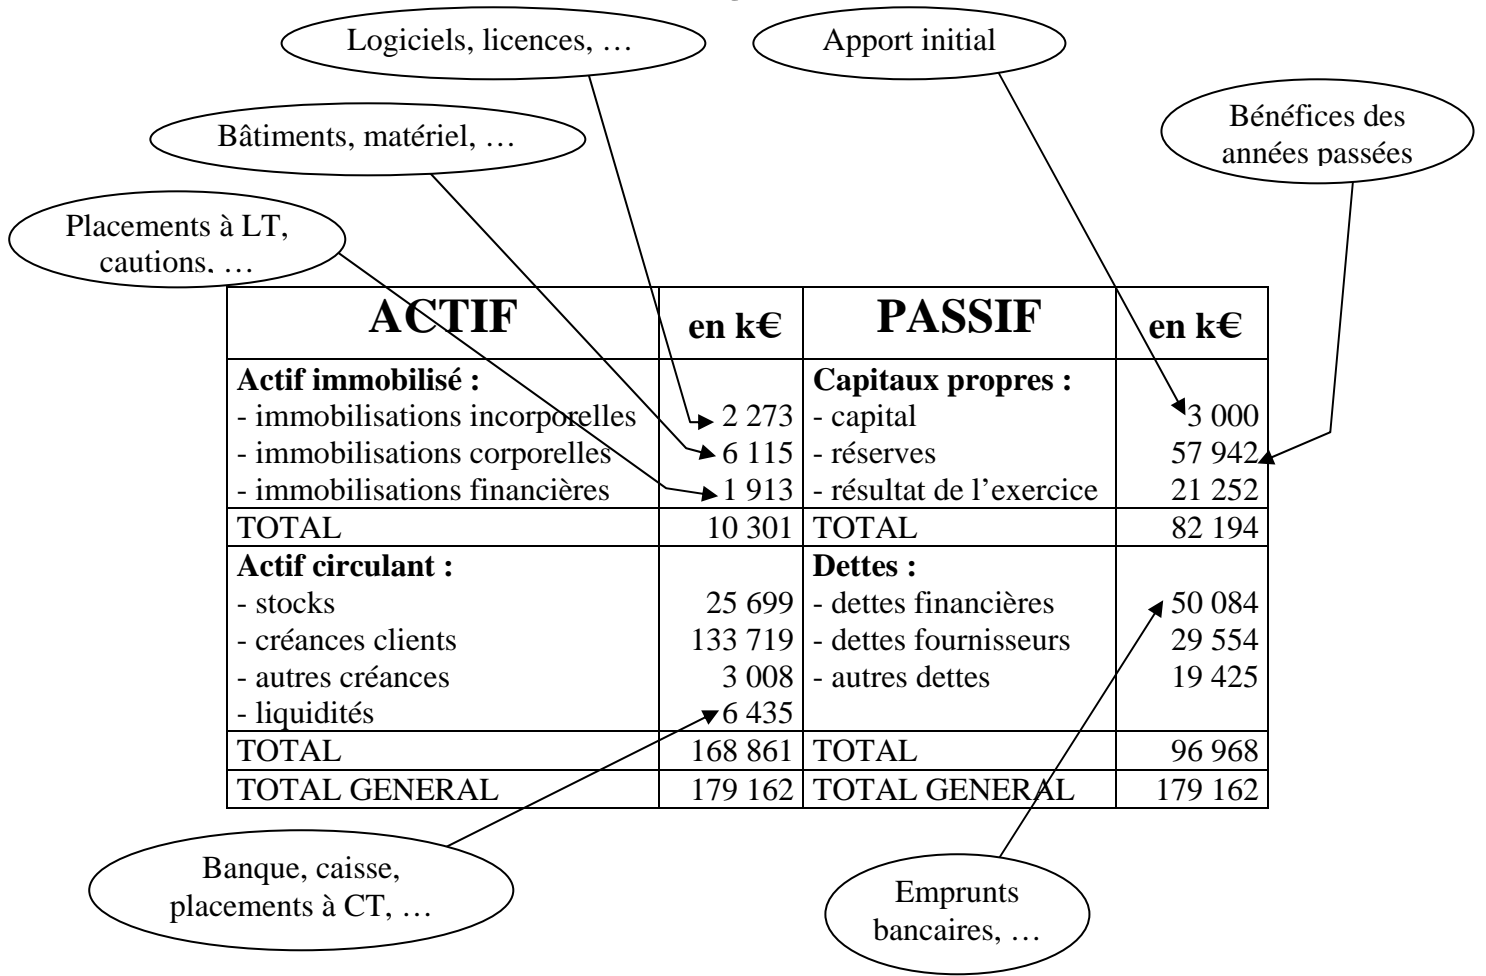 Logiciels, licences, …
Apport initial
Bâtiments, matériel, …
Bénéfices des
années passées
Placements à LT,
cautions, …
ACTIF en k€ PASSIF en k€
Actif immobilisé : Capitaux propres :
- immobilisations incorporelles 2 273 - capital 3 000
- immobilisations corporelles 6 115 - réserves 57 942
- immobilisations financières 1 913 - résultat de l’exercice 21 252
TOTAL 10 301 TOTAL 82 194
Actif circulant : Dettes :
- stocks 25 699 - dettes financières 50 084
- créances clients 133 719 - dettes fournisseurs 29 554
- autres créances 3 008 - autres dettes 19 425
- liquidités 6 435
TOTAL 168 861 TOTAL 96 968
TOTAL GENERAL 179 162 TOTAL GENERAL 179 162
Banque, caisse,
placements à CT, …
Emprunts
bancaires, …